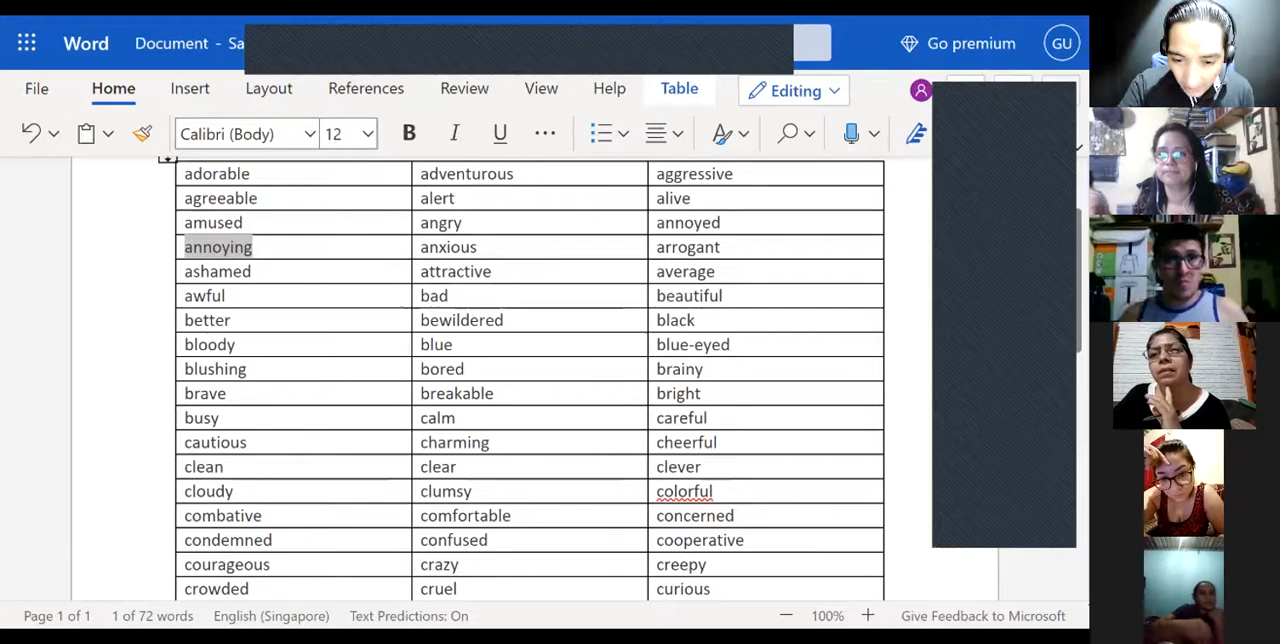 Word Document - Sa Go premium GU
File Home Insert Layout References Review View Help Table Editing
Calibri (Body) 12 B I U
adorable adventurous aggressive
agreeable alert alive
amused angry annoyed
annoying anxious arrogant
ashamed attractive average
awful bad beautiful
better bewildered black
bloody blue blue-eyed
blushing bored brainy
brave breakable bright
busy calm careful
cautious charming cheerful
clean clear clever
cloudy clumsy colorful
combative comfortable concerned
condemned confused cooperative
courageous crazy creepy
crowded cruel curious
Page 1 of 1 1 of 72 words English (Singapore) Text Predictions: On 100% Give Feedback to Microsoft